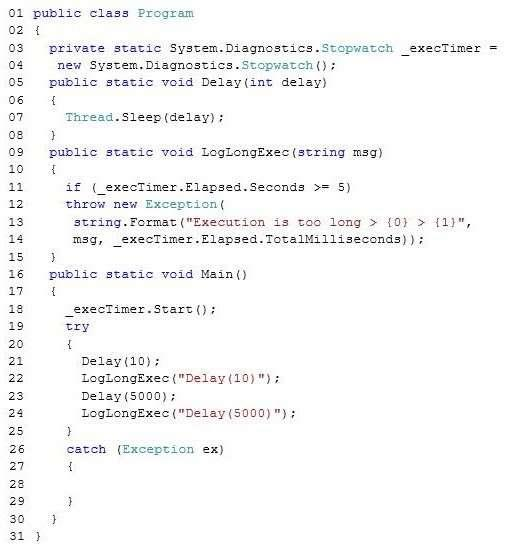 01 public class Program
02 {
03   private static System.Diagnostics.Stopwatch _execTimer =
04    new System.Diagnostics.Stopwatch();
05   public static void Delay(int delay)
06   {
07     Thread.Sleep(delay);
08   }
09   public static void LogLongExec(string msg)
10   {
11     if (_execTimer.Elapsed.Seconds >= 5)
12     throw new Exception(
13      string.Format("Execution is too long > {0} > {1}",
14      msg, _execTimer.Elapsed.TotalMilliseconds));
15   }
16   public static void Main()
17   {
18     _execTimer.Start();
19     try
20     {
21       Delay(10);
22       LogLongExec("Delay(10)");
23       Delay(5000);
24       LogLongExec("Delay(5000)");
25     }
26     catch (Exception ex)
27     {
28
29     }
30   }
31 }